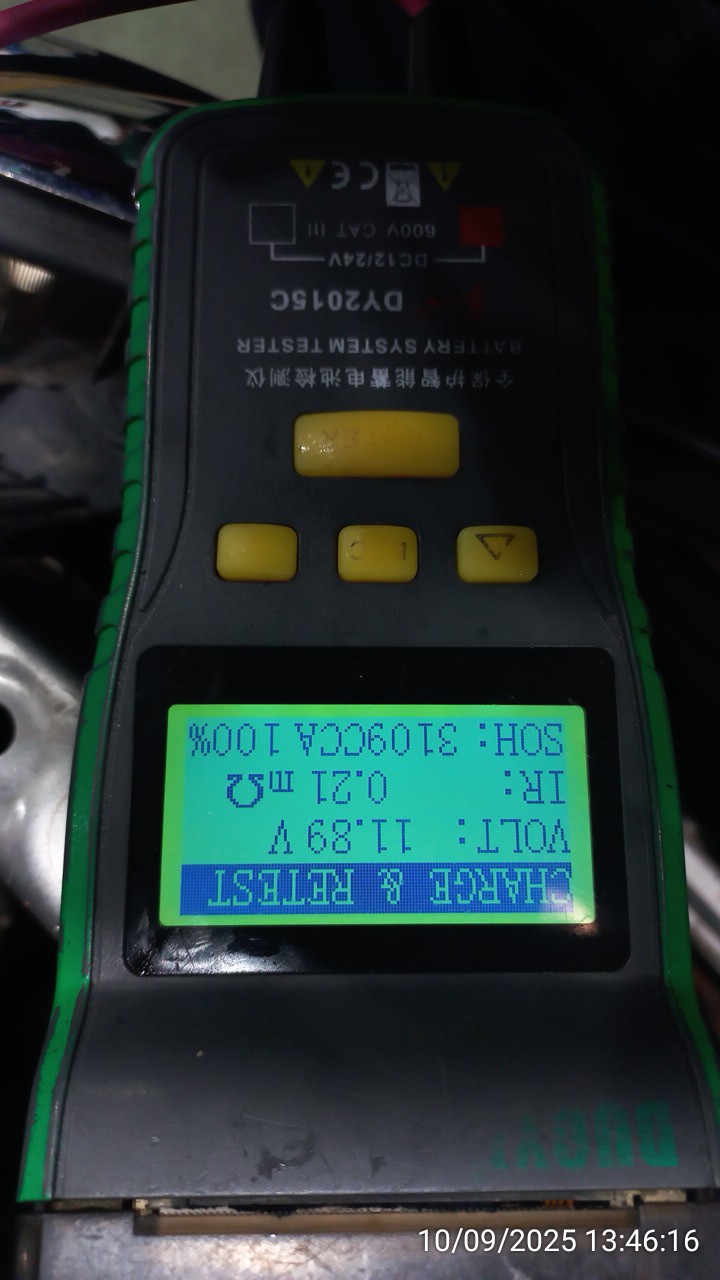 DUOY
CHARGE & RETEST
VOLT: 11.89 V
IR: 0.21 mΩ
SOH: 3109CCA 100%
全保护智能蓄电池检测仪
BATTERY SYSTEM TESTER
DY2015C
DC12/24V
600V CAT III
CE
10/09/2025 13:46:16